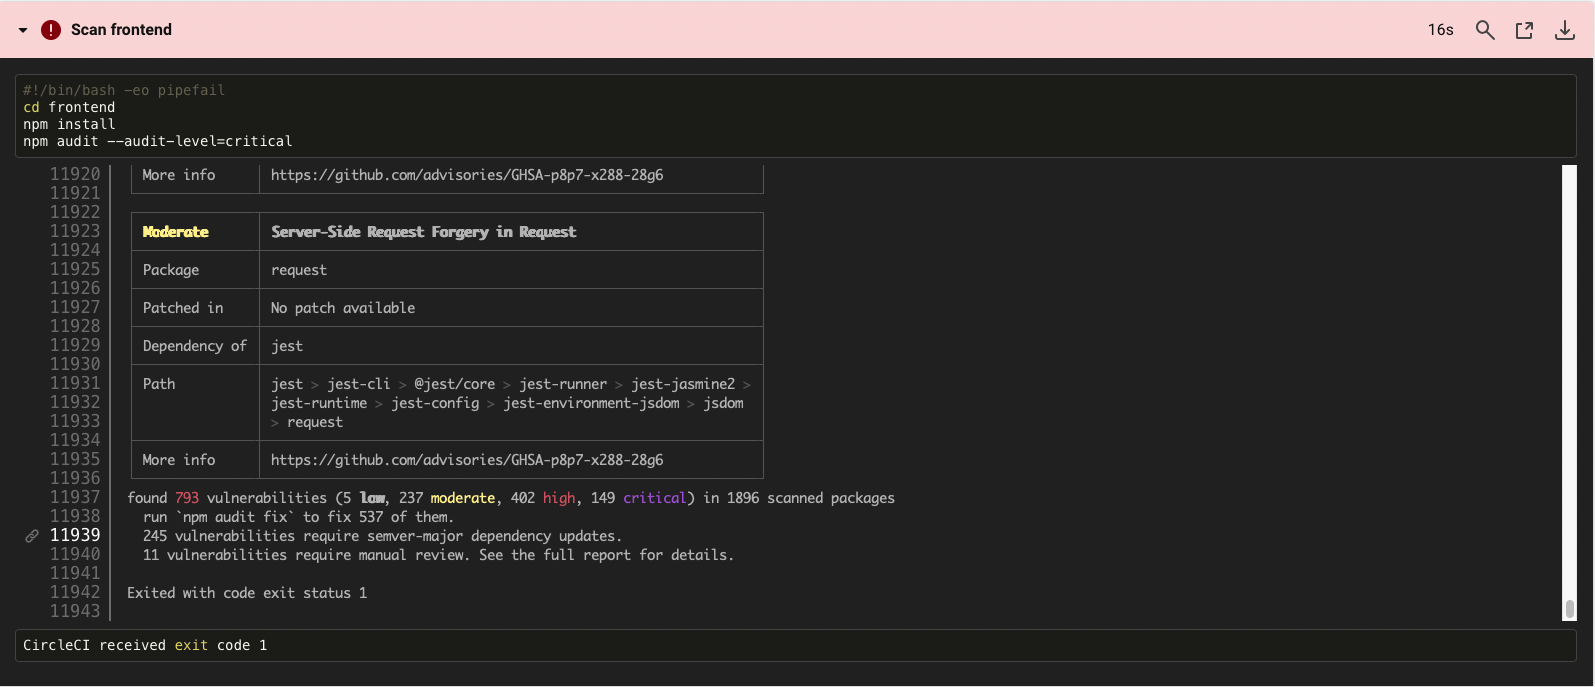 Scan frontend
16s
#!/bin/bash -eo pipefail
cd frontend
npm install
npm audit --audit-level=critical
11920 More info https://github.com/advisories/GHSA-p8p7-x288-28g6
11921
11922
11923 Moderate Server-Side Request Forgery in Request
11924
11925 Package request
11926
11927 Patched in No patch available
11928
11929 Dependency of jest
11930
11931 Path jest > jest-cli > @jest/core > jest-runner > jest-jasmine2 >
11932 jest-runtime > jest-config > jest-environment-jsdom > jsdom
11933 > request
11934
11935 More info https://github.com/advisories/GHSA-p8p7-x288-28g6
11936
11937 found 793 vulnerabilities (5 low, 237 moderate, 402 high, 149 critical) in 1896 scanned packages
11938 run `npm audit fix` to fix 537 of them.
11939 245 vulnerabilities require semver-major dependency updates.
11940 11 vulnerabilities require manual review. See the full report for details.
11941
11942 Exited with code exit status 1
11943
CircleCI received exit code 1